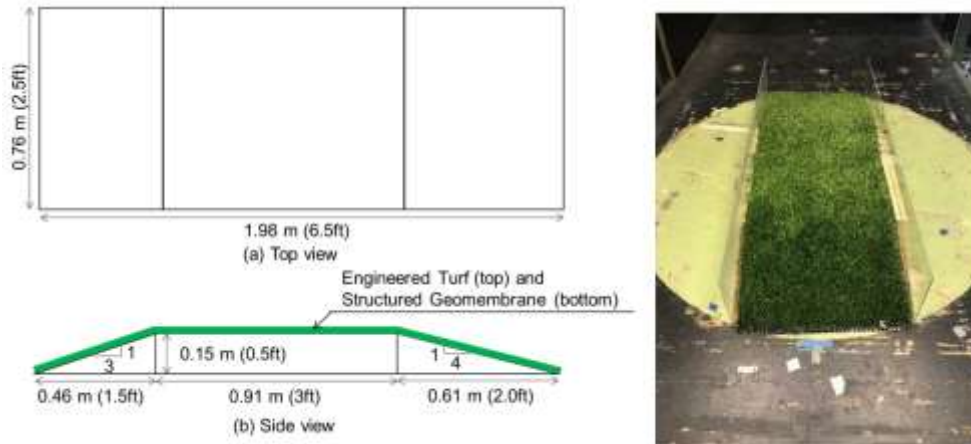 0.76 m (2.5ft)
1.98 m (6.5ft)
(a) Top view
Engineered Turf (top) and
Structured Geomembrane (bottom)
1
3
0.15 m (0.5ft)
1
4
0.46 m (1.5ft)
0.91 m (3ft)
0.61 m (2.0ft)
(b) Side view